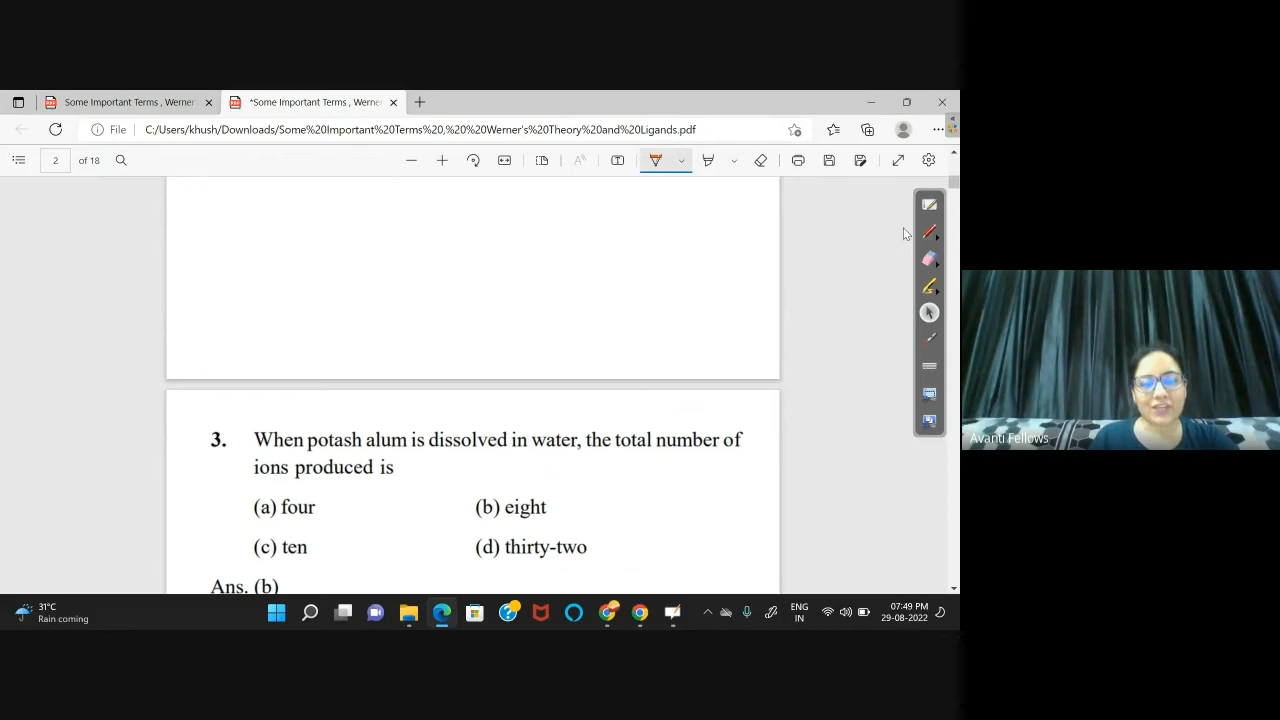 Some Important Terms , Werner
*Some Important Terms , Werne
File
C:/Users/khush/Downloads/Some%20Important%20Terms%20,%20%20Werner's%20Theory%20and%20Ligands.pdf
2 of 18
3. When potash alum is dissolved in water, the total number of
ions produced is
(a) four (b) eight
(c) ten (d) thirty-two
Ans. (b)
Avanti Fellows
31°C
Rain coming
ENG
IN
07:49 PM
29-08-2022